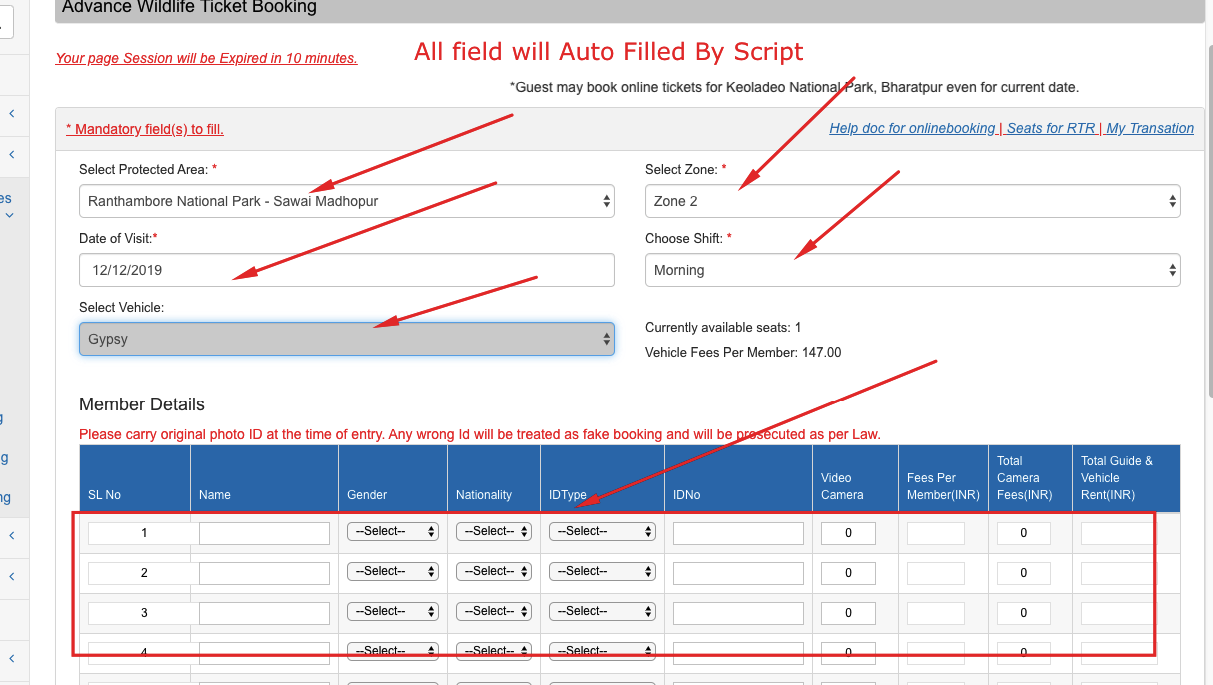 Advance Wildlife Ticket Booking
Your page Session will be Expired in 10 minutes.
All field will Auto Filled By Script
*Guest may book online tickets for Keoladeo National Park, Bharatpur even for current date.
* Mandatory field(s) to fill.
Help doc for onlinebooking | Seats for RTR | My Transation
Select Protected Area: *
Select Zone: *
Ranthambore National Park - Sawai Madhopur
Zone 2
Date of Visit:*
Choose Shift: *
12/12/2019
Morning
Select Vehicle:
Gypsy
Currently available seats: 1
Vehicle Fees Per Member: 147.00
Member Details
Please carry original photo ID at the time of entry. Any wrong Id will be treated as fake booking and will be prosecuted as per Law.
SL No Name Gender Nationality IDType IDNo Video Camera Fees Per Member(INR) Total Camera Fees(INR) Total Guide & Vehicle Rent(INR)
1 --Select-- --Select-- --Select-- 0 0
2 --Select-- --Select-- --Select-- 0 0
3 --Select-- --Select-- --Select-- 0 0
4 --Select-- --Select-- --Select-- 0 0